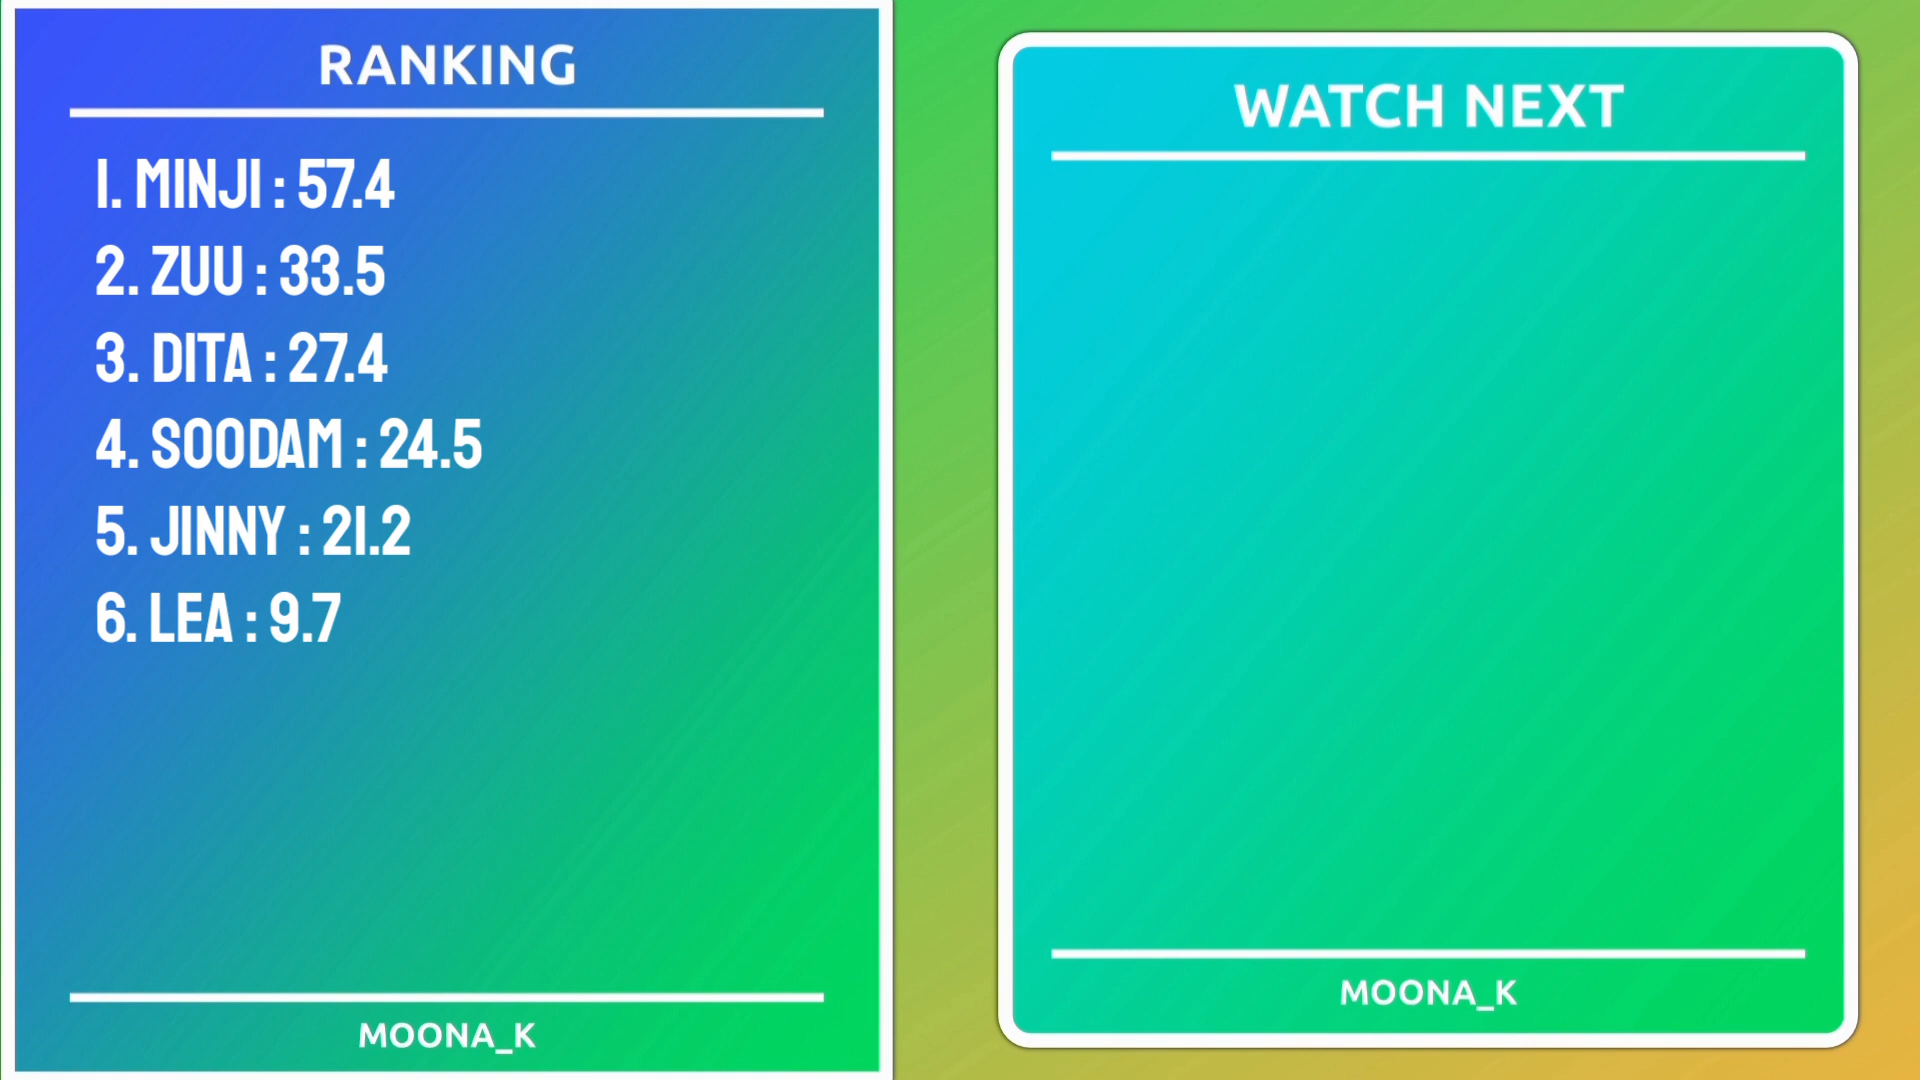 RANKING
1. MINJI : 57.4
2. ZUU : 33.5
3. DITA : 27.4
4. SOODAM : 24.5
5. JINNY : 21.2
6. LEA : 9.7
MOONA_K
WATCH NEXT
MOONA_K